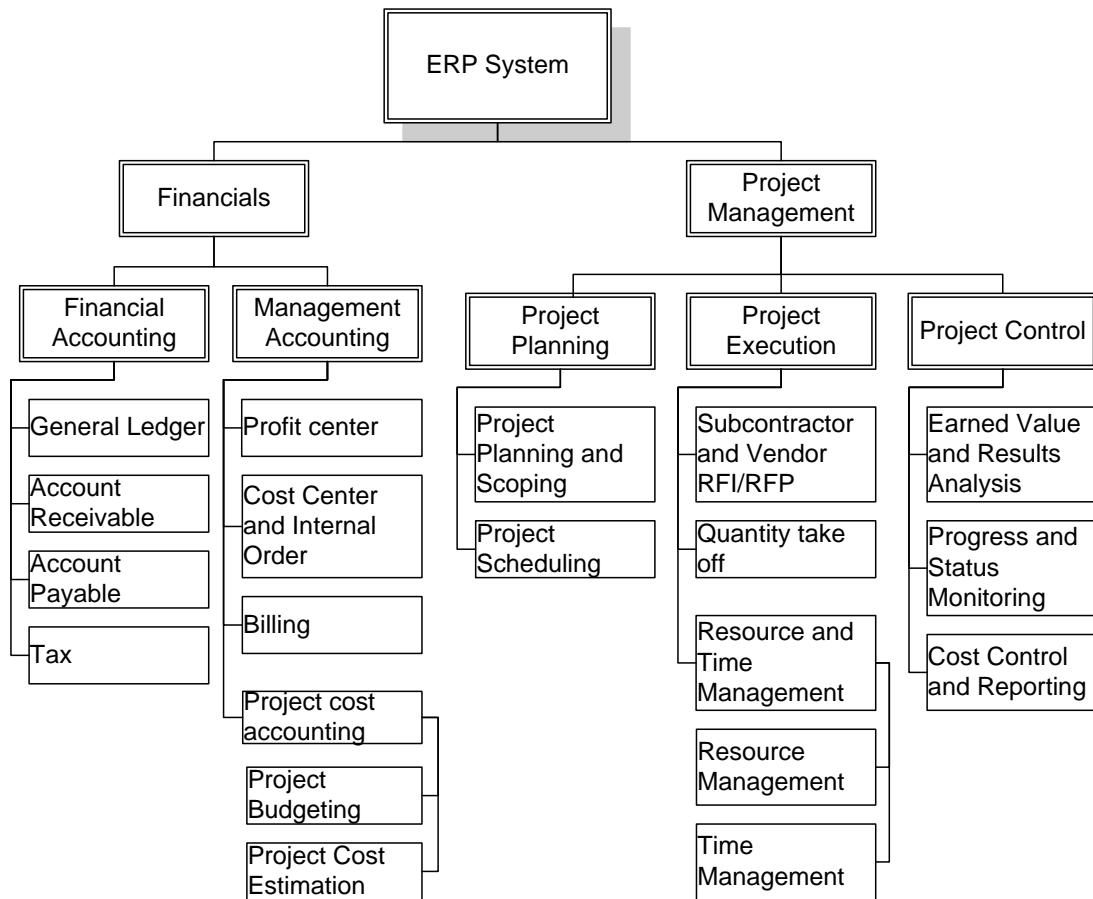 ERP System
Financials
Project
Management
Financial
Accounting
Management
Accounting
Project
Planning
Project
Execution
Project Control
General Ledger
Account
Receivable
Account
Payable
Tax
Profit center
Cost Center
and Internal
Order
Billing
Project cost
accounting
Project
Budgeting
Project Cost
Estimation
Project
Planning and
Scoping
Project
Scheduling
Subcontractor
and Vendor
RFI/RFP
Quantity take
off
Resource and
Time
Management
Resource
Management
Time
Management
Earned Value
and Results
Analysis
Progress and
Status
Monitoring
Cost Control
and Reporting